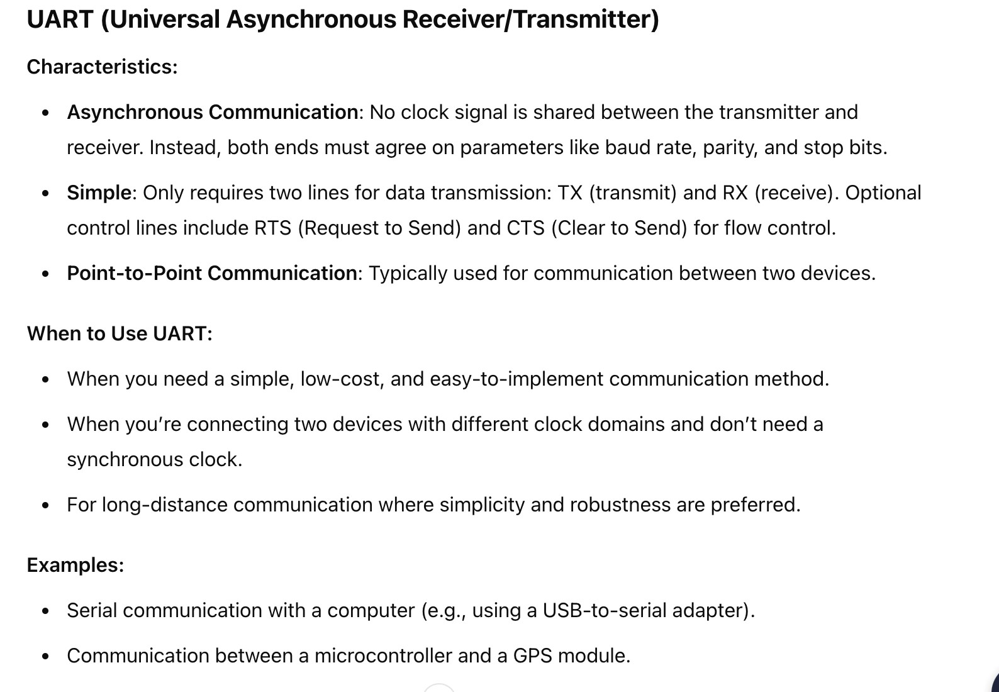 UART (Universal Asynchronous Receiver/Transmitter)
Characteristics:
• Asynchronous Communication: No clock signal is shared between the transmitter and
receiver. Instead, both ends must agree on parameters like baud rate, parity, and stop bits.
• Simple: Only requires two lines for data transmission: TX (transmit) and RX (receive). Optional
control lines include RTS (Request to Send) and CTS (Clear to Send) for flow control.
• Point-to-Point Communication: Typically used for communication between two devices.
When to Use UART:
• When you need a simple, low-cost, and easy-to-implement communication method.
• When you’re connecting two devices with different clock domains and don’t need a
synchronous clock.
• For long-distance communication where simplicity and robustness are preferred.
Examples:
• Serial communication with a computer (e.g., using a USB-to-serial adapter).
• Communication between a microcontroller and a GPS module.